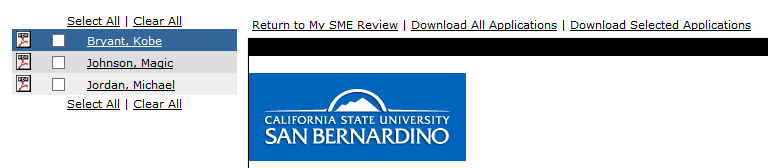 Select All | Clear All
Bryant, Kobe
Johnson, Magic
Jordan, Michael
Select All | Clear All
Return to My SME Review | Download All Applications | Download Selected Applications
CALIFORNIA STATE UNIVERSITY
SAN BERNARDINO